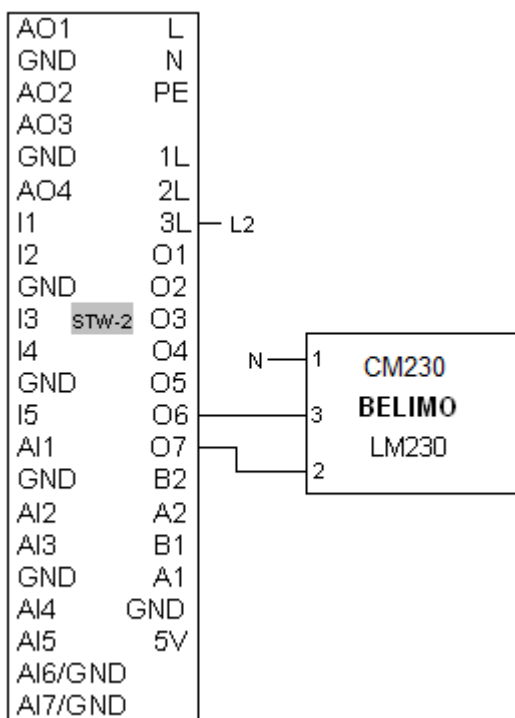 AO1 L
GND N
AO2 PE
AO3
GND 1L
AO4 2L
I1 3L L2
I2 O1
GND O2
I3 STW-2 O3
I4 O4
GND O5
I5 O6
AI1 O7
GND B2
AI2 A2
AI3 B1
GND A1
AI4 GND
AI5 5V
AI6/GND
AI7/GND
N 1 CM230
3 BELIMO
LM230
2